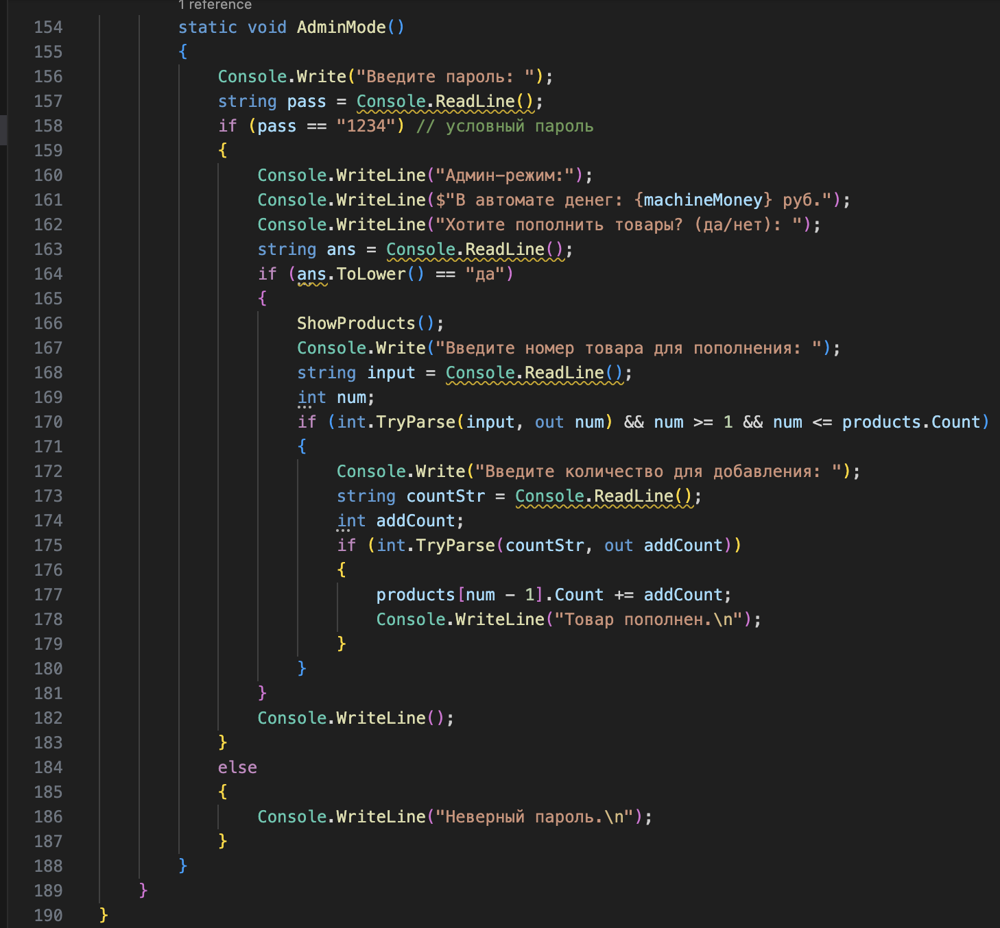 1 reference
154 static void AdminMode()
155 {
156 Console.Write("Введите пароль: ");
157 string pass = Console.ReadLine();
158 if (pass == "1234") // условный пароль
159 {
160 Console.WriteLine("Админ-режим:");
161 Console.WriteLine($"В автомате денег: {machineMoney} руб.");
162 Console.WriteLine("Хотите пополнить товары? (да/нет): ");
163 string ans = Console.ReadLine();
164 if (ans.ToLower() == "да")
165 {
166 ShowProducts();
167 Console.Write("Введите номер товара для пополнения: ");
168 string input = Console.ReadLine();
169 int num;
170 if (int.TryParse(input, out num) && num >= 1 && num <= products.Count)
171 {
172 Console.Write("Введите количество для добавления: ");
173 string countStr = Console.ReadLine();
174 int addCount;
175 if (int.TryParse(countStr, out addCount))
176 {
177 products[num - 1].Count += addCount;
178 Console.WriteLine("Товар пополнен.\n");
179 }
180 }
181 }
182 Console.WriteLine();
183 }
184 else
185 {
186 Console.WriteLine("Неверный пароль.\n");
187 }
188 }
189 }
190 }